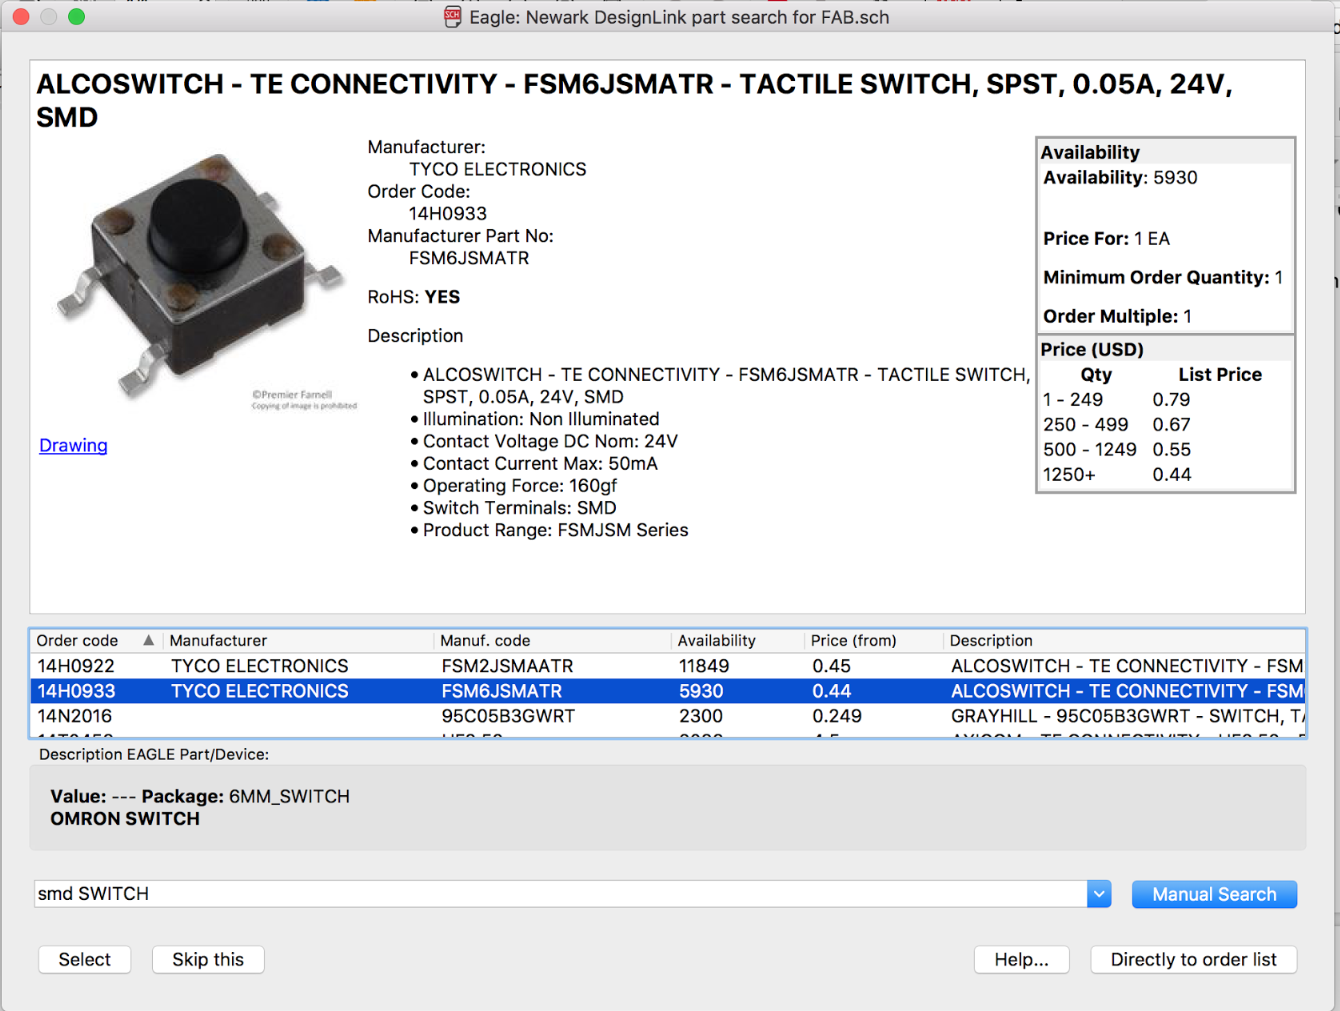 Eagle: Newark DesignLink part search for FAB.sch
ALCOSWITCH - TE CONNECTIVITY - FSM6JSMATR - TACTILE SWITCH, SPST, 0.05A, 24V,
SMD
Manufacturer:
TYCO ELECTRONICS
Order Code:
14H0933
Manufacturer Part No:
FSM6JSMATR
RoHS: YES
Description
• ALCOSWITCH - TE CONNECTIVITY - FSM6JSMATR - TACTILE SWITCH,
SPST, 0.05A, 24V, SMD
• Illumination: Non Illuminated
• Contact Voltage DC Nom: 24V
• Contact Current Max: 50mA
• Operating Force: 160gf
• Switch Terminals: SMD
• Product Range: FSMJSM Series
©Premier Farnell
Copying of image is prohibited
Drawing
Availability
Availability: 5930
Price For: 1 EA
Minimum Order Quantity: 1
Order Multiple: 1
Price (USD)
Qty List Price
1 - 249 0.79
250 - 499 0.67
500 - 1249 0.55
1250+ 0.44
Order code Manufacturer Manuf. code Availability Price (from) Description
14H0922 TYCO ELECTRONICS FSM2JSMAATR 11849 0.45 ALCOSWITCH - TE CONNECTIVITY - FSM
14H0933 TYCO ELECTRONICS FSM6JSMATR 5930 0.44 ALCOSWITCH - TE CONNECTIVITY - FSM
14N2016 95C05B3GWRT 2300 0.249 GRAYHILL - 95C05B3GWRT - SWITCH, TA
Description EAGLE Part/Device:
Value: --- Package: 6MM_SWITCH
OMRON SWITCH
smd SWITCH
Manual Search
Select
Skip this
Help...
Directly to order list